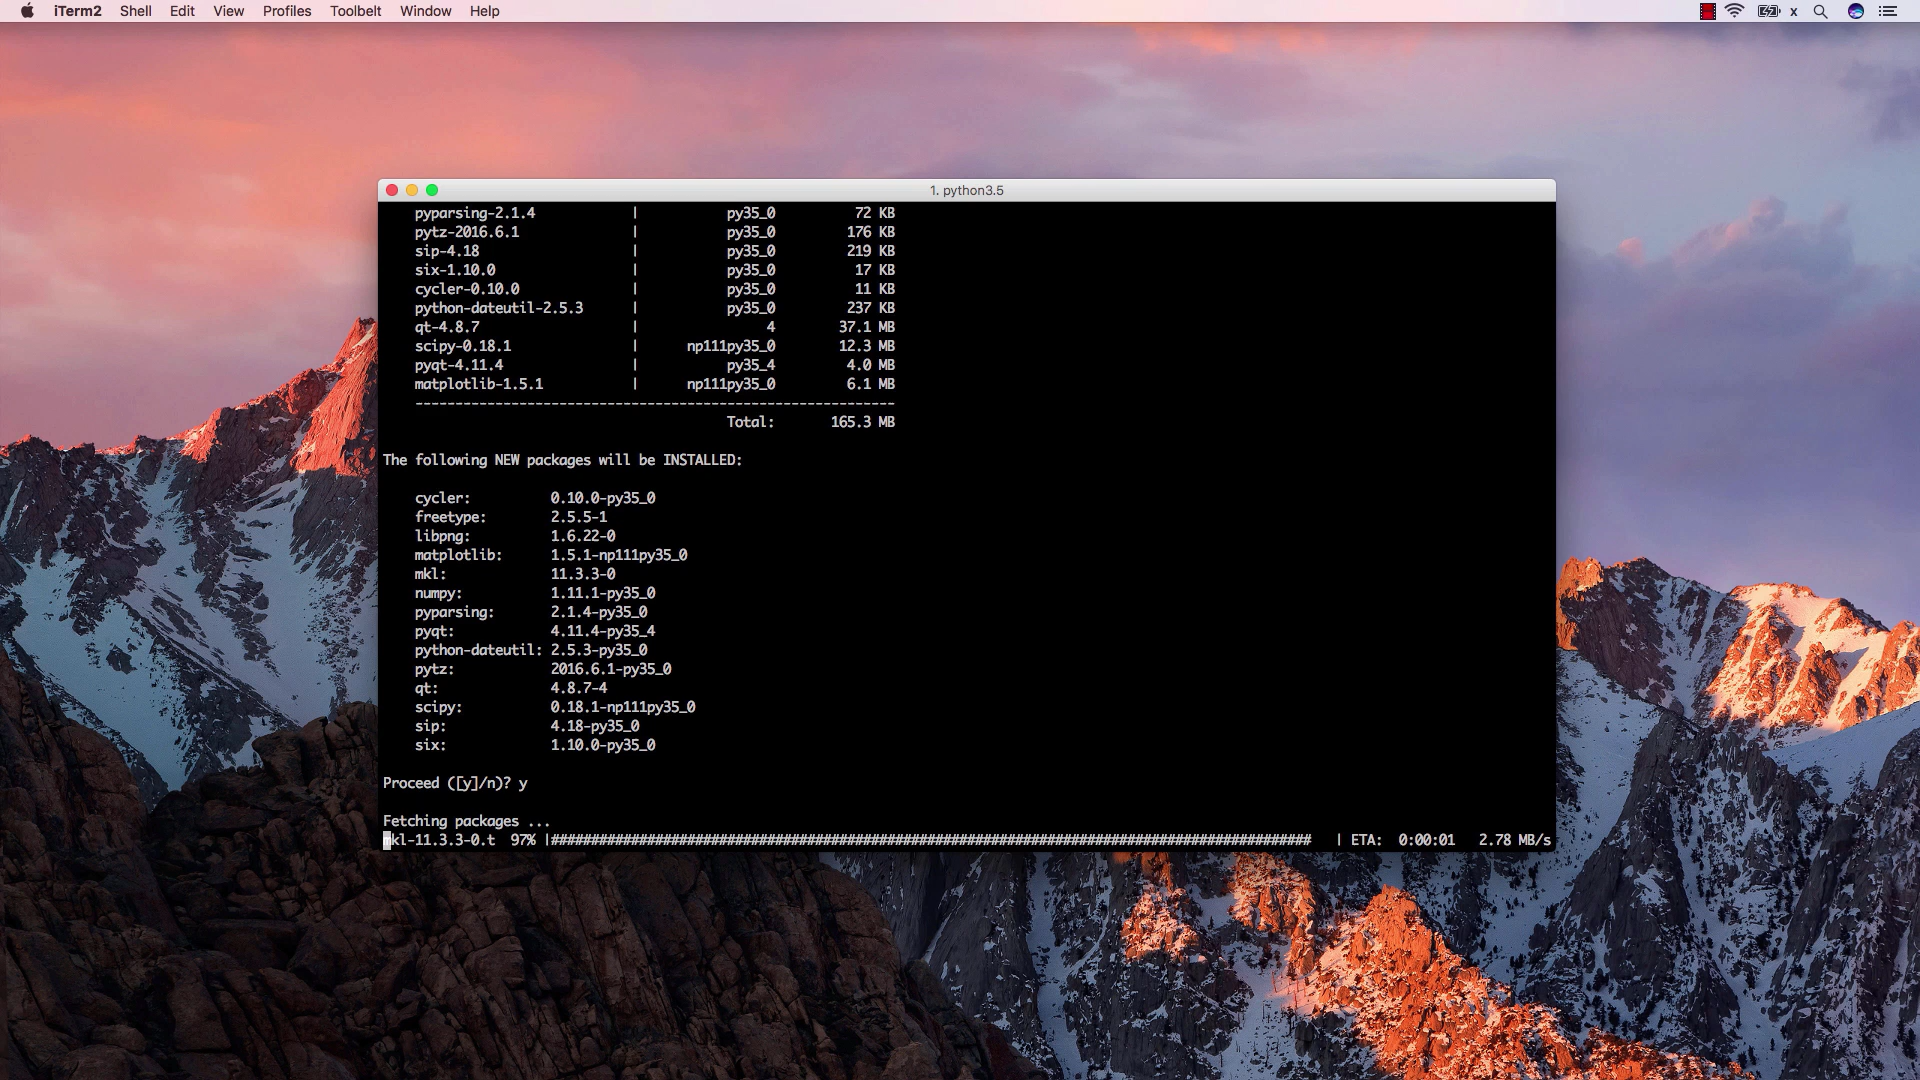 iTerm2 Shell Edit View Profiles Toolbelt Window Help x
1. python3.5
pyparsing-2.1.4 | py35_0 72 KB
pytz-2016.6.1 | py35_0 176 KB
sip-4.18 | py35_0 219 KB
six-1.10.0 | py35_0 17 KB
cycler-0.10.0 | py35_0 11 KB
python-dateutil-2.5.3 | py35_0 237 KB
qt-4.8.7 | 4 37.1 MB
scipy-0.18.1 | np111py35_0 12.3 MB
pyqt-4.11.4 | py35_4 4.0 MB
matplotlib-1.5.1 | np111py35_0 6.1 MB
------------------------------------------------------------
Total: 165.3 MB
The following NEW packages will be INSTALLED:
cycler: 0.10.0-py35_0
freetype: 2.5.5-1
libpng: 1.6.22-0
matplotlib: 1.5.1-np111py35_0
mkl: 11.3.3-0
numpy: 1.11.1-py35_0
pyparsing: 2.1.4-py35_0
pyqt: 4.11.4-py35_4
python-dateutil: 2.5.3-py35_0
pytz: 2016.6.1-py35_0
qt: 4.8.7-4
scipy: 0.18.1-np111py35_0
sip: 4.18-py35_0
six: 1.10.0-py35_0
Proceed ([y]/n)? y
Fetching packages ...
mkl-11.3.3-0.t 97% |############################################################################################### | ETA: 0:00:01 2.78 MB/s